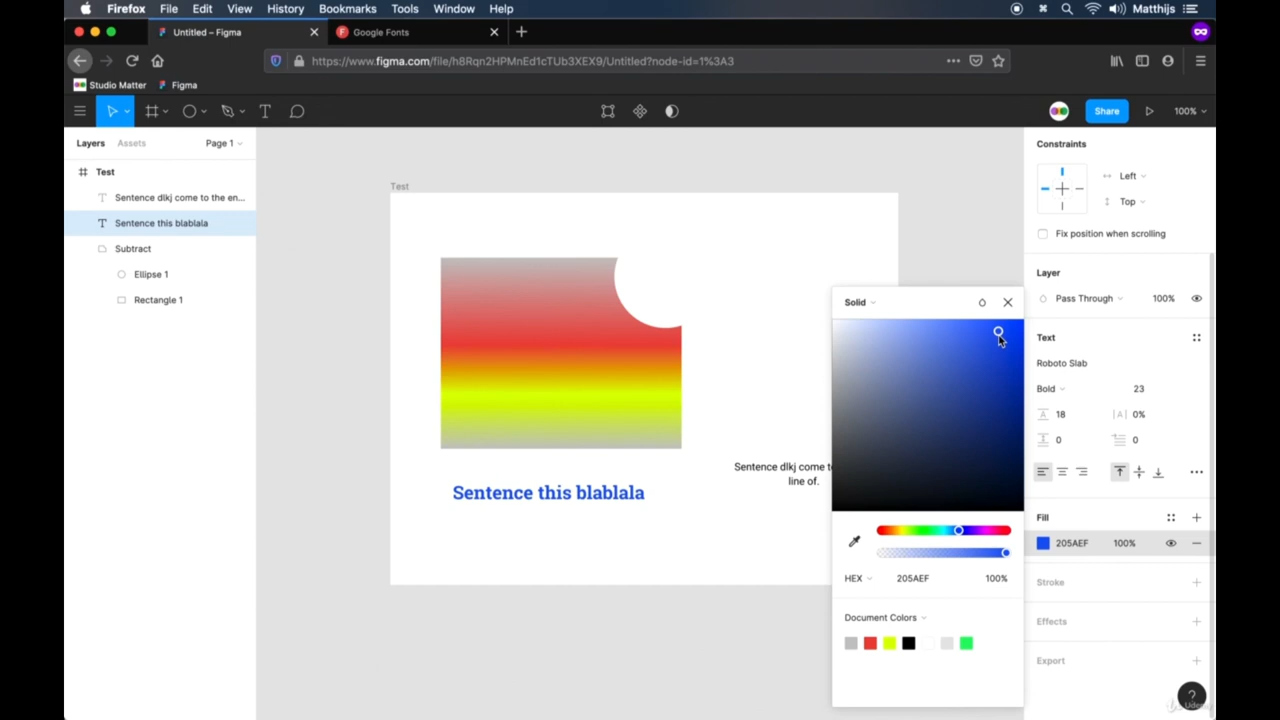 Firefox File Edit View History Bookmarks Tools Window Help Matthijs
Untitled – Figma Google Fonts
https://www.figma.com/file/h8Rqn2HPMnEd1cTUb3XEX9/Untitled?node-id=1%3A3
Studio Matter Figma
Share 100%
Layers Assets Page 1
Test
Sentence dlkj come to the en...
Sentence this blablala
Subtract
Ellipse 1
Rectangle 1
Test
Sentence dlkj come to
line of.
Sentence this blablala
Solid
HEX 205AEF 100%
Document Colors
Constraints
Left
Top
Fix position when scrolling
Layer
Pass Through 100%
Text
Roboto Slab
Bold 23
A 18 |A| 0%
0 0
Fill
205AEF 100%
Stroke
Effects
Export
?